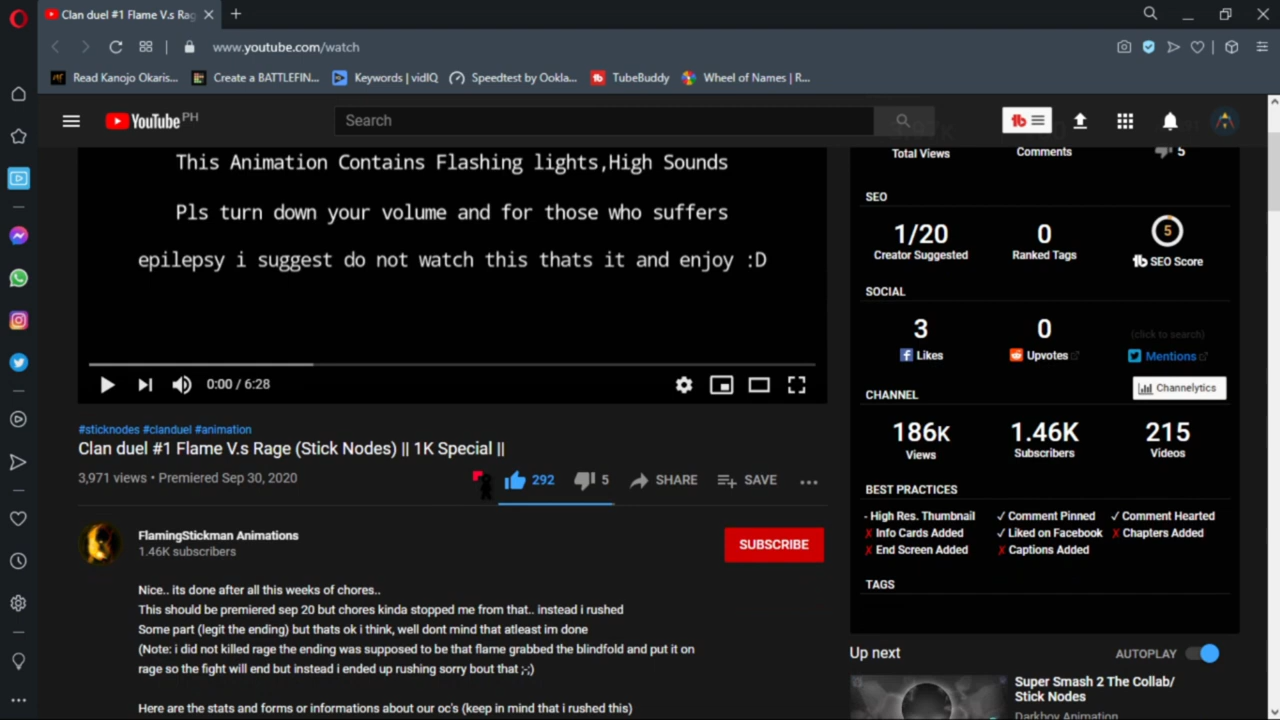 Clan duel #1 Flame V.s Rag
www.youtube.com/watch
Read Kanojo Okaris... Create a BATTLEFIN... Keywords | vidIQ Speedtest by Ookla... TubeBuddy Wheel of Names | R...
YouTube PH Search
This Animation Contains Flashing lights,High Sounds
Pls turn down your volume and for those who suffers
epilepsy i suggest do not watch this thats it and enjoy :D
0:00 / 6:28
#sticknodes #clanduel #animation
Clan duel #1 Flame V.s Rage (Stick Nodes) || 1K Special ||
3,971 views • Premiered Sep 30, 2020
292 5 SHARE SAVE ...
FlamingStickman Animations
1.46K subscribers
SUBSCRIBE
Nice.. its done after all this weeks of chores..
This should be premiered sep 20 but chores kinda stopped me from that.. instead i rushed
Some part (legit the ending) but thats ok i think, well dont mind that atleast im done
(Note: i did not killed rage the ending was supposed to be that flame grabbed the blindfold and put it on
rage so the fight will end but instead i ended up rushing sorry bout that ;-;)
Here are the stats and forms or informations about our oc's (keep in mind that i rushed this)
Total Views Comments 5
SEO
1/20 0 5
Creator Suggested Ranked Tags tb SEO Score
SOCIAL
3 0 (click to search)
Likes Upvotes Mentions
Channelytics
CHANNEL
186K 1.46K 215
Views Subscribers Videos
BEST PRACTICES
- High Res. Thumbnail ✓ Comment Pinned ✓ Comment Hearted
✗ Info Cards Added ✓ Liked on Facebook ✗ Chapters Added
✗ End Screen Added ✗ Captions Added
TAGS
Up next AUTOPLAY
Super Smash 2 The Collab/
Stick Nodes
Darkboy Animation